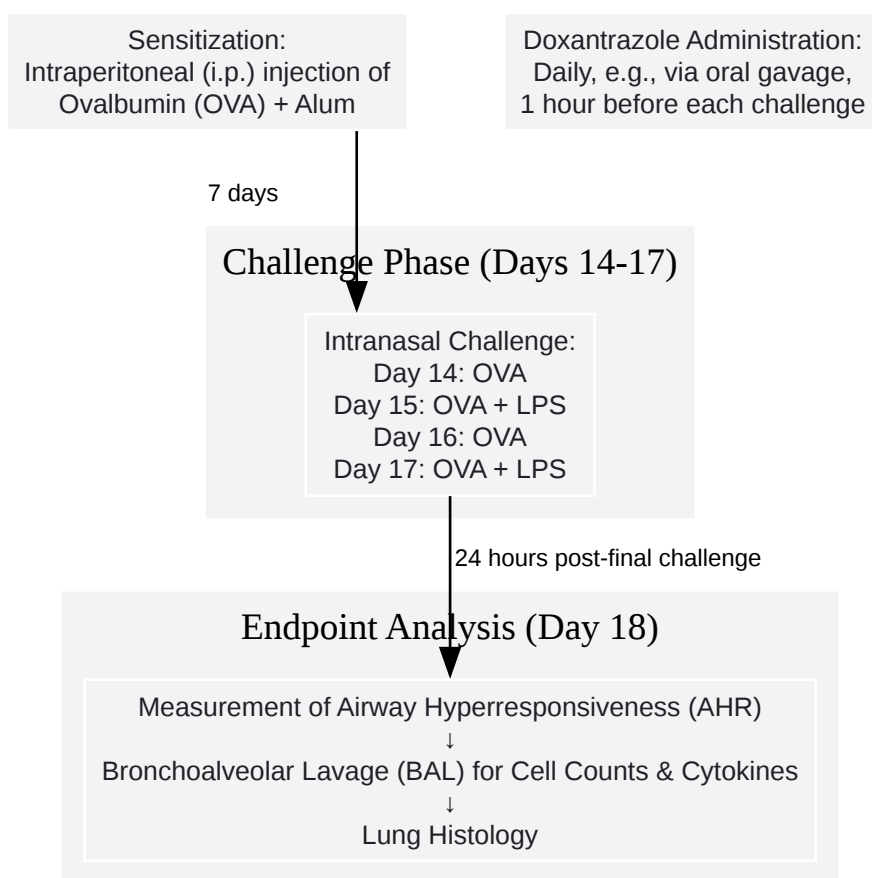 Sensitization:
Intraperitoneal (i.p.) injection of
Ovalbumin (OVA) + Alum
Doxantrazole Administration:
Daily, e.g., via oral gavage,
1 hour before each challenge
7 days
Challenge Phase (Days 14-17)
Intranasal Challenge:
Day 14: OVA
Day 15: OVA + LPS
Day 16: OVA
Day 17: OVA + LPS
24 hours post-final challenge
Endpoint Analysis (Day 18)
Measurement of Airway Hyperresponsiveness (AHR)
↓
Bronchoalveolar Lavage (BAL) for Cell Counts & Cytokines
↓
Lung Histology